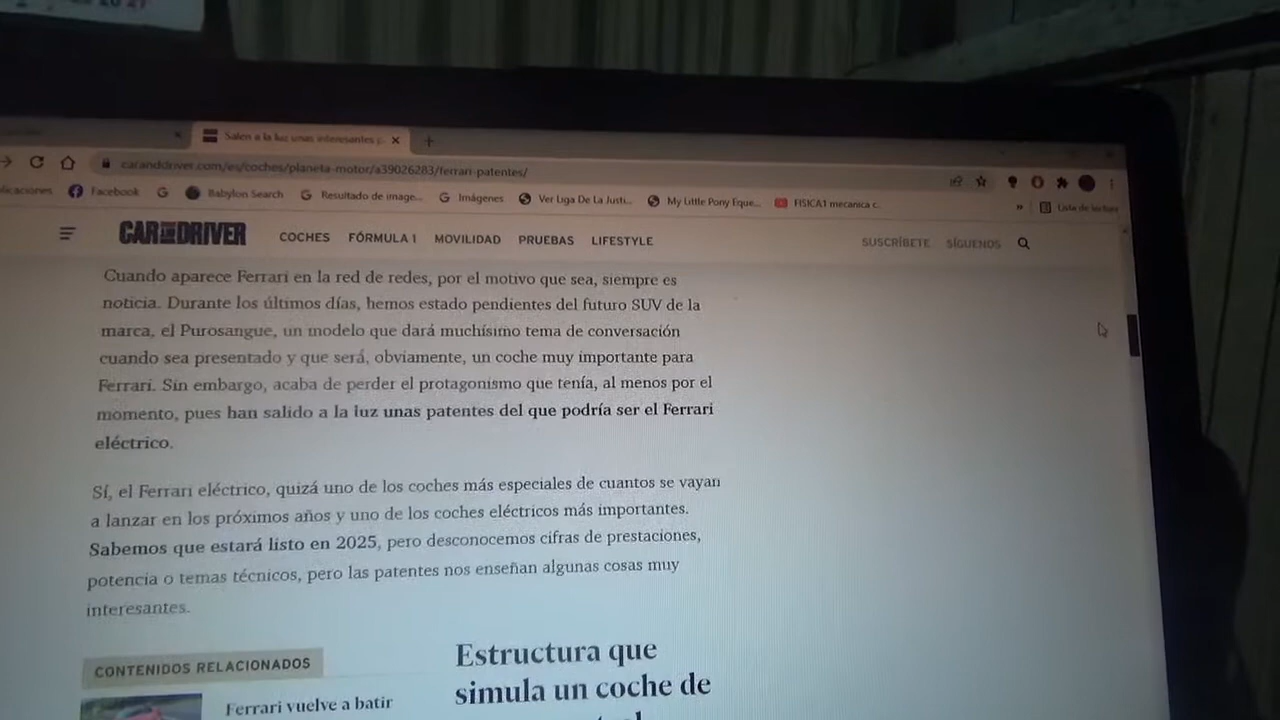 Salen a la luz unas interesantes p
caranddriver.com/es/coches/planeta-motor/a39026283/ferrari-patentes/
licaciones Facebook Babylon Search Resultado de image... Imágenes Ver Liga De La Justi... My Little Pony Eque... FISICA1 mecanica c... » Lista de lectura
CAR AND DRIVER COCHES FÓRMULA 1 MOVILIDAD PRUEBAS LIFESTYLE SUSCRÍBETE SÍGUENOS
Cuando aparece Ferrari en la red de redes, por el motivo que sea, siempre es
noticia. Durante los últimos días, hemos estado pendientes del futuro SUV de la
marca, el Purosangue, un modelo que dará muchísimo tema de conversación
cuando sea presentado y que será, obviamente, un coche muy importante para
Ferrari. Sin embargo, acaba de perder el protagonismo que tenía, al menos por el
momento, pues han salido a la luz unas patentes del que podría ser el Ferrari
eléctrico.
Sí, el Ferrari eléctrico, quizá uno de los coches más especiales de cuantos se vayan
a lanzar en los próximos años y uno de los coches eléctricos más importantes.
Sabemos que estará listo en 2025, pero desconocemos cifras de prestaciones,
potencia o temas técnicos, pero las patentes nos enseñan algunas cosas muy
interesantes.
CONTENIDOS RELACIONADOS
Ferrari vuelve a batir
Estructura que
simula un coche de